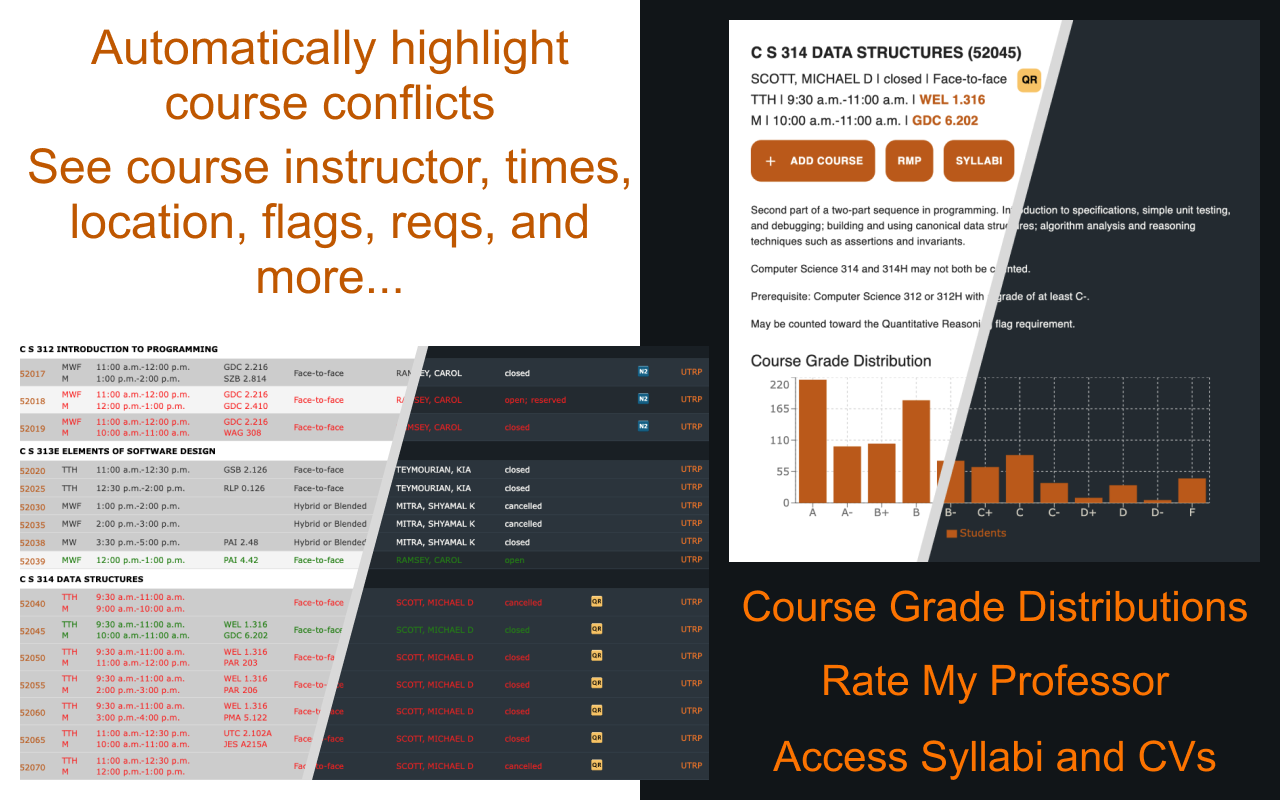 Automatically highlight
course conflicts
See course instructor, times,
location, flags, reqs, and
more...
C S 312 INTRODUCTION TO PROGRAMMING
52017 MWF 11:00 a.m.-12:00 p.m. GDC 2.216 Face-to-face RAMSEY, CAROL closed N2 UTRP
M 1:00 p.m.-2:00 p.m. SZB 2.814
52018 MWF 11:00 a.m.-12:00 p.m. GDC 2.216 Face-to-face RAMSEY, CAROL open; reserved N2 UTRP
M 12:00 p.m.-1:00 p.m. GDC 2.410
52019 MWF 11:00 a.m.-12:00 p.m. GDC 2.216 Face-to-face RAMSEY, CAROL closed N2 UTRP
M 10:00 a.m.-11:00 a.m. WAG 308
C S 313E ELEMENTS OF SOFTWARE DESIGN
52020 TTH 11:00 a.m.-12:30 p.m. GSB 2.126 Face-to-face TEYMOURIAN, KIA closed UTRP
52025 TTH 12:30 p.m.-2:00 p.m. RLP 0.126 Face-to-face TEYMOURIAN, KIA closed UTRP
52030 MWF 1:00 p.m.-2:00 p.m. Hybrid or Blended MITRA, SHYAMAL K cancelled UTRP
52035 MWF 2:00 p.m.-3:00 p.m. Hybrid or Blended MITRA, SHYAMAL K cancelled UTRP
52038 MW 3:30 p.m.-5:00 p.m. PAI 2.48 Hybrid or Blended MITRA, SHYAMAL K closed UTRP
52039 MWF 12:00 p.m.-1:00 p.m. PAI 4.42 Face-to-face RAMSEY, CAROL open UTRP
C S 314 DATA STRUCTURES
52040 TTH 9:30 a.m.-11:00 a.m. Face-to-face SCOTT, MICHAEL D cancelled QR UTRP
M 9:00 a.m.-10:00 a.m.
52045 TTH 9:30 a.m.-11:00 a.m. WEL 1.316 Face-to-face SCOTT, MICHAEL D closed QR UTRP
M 10:00 a.m.-11:00 a.m. GDC 6.202
52050 TTH 9:30 a.m.-11:00 a.m. WEL 1.316 Face-to-fa SCOTT, MICHAEL D closed QR UTRP
M 11:00 a.m.-12:00 p.m. PAR 203
52055 TTH 9:30 a.m.-11:00 a.m. WEL 1.316 Face-to-face SCOTT, MICHAEL D closed QR UTRP
M 2:00 p.m.-3:00 p.m. PAR 206
52060 TTH 9:30 a.m.-11:00 a.m. WEL 1.316 Face-to-face SCOTT, MICHAEL D closed QR UTRP
M 3:00 p.m.-4:00 p.m. PMA 5.122
52065 TTH 11:00 a.m.-12:30 p.m. UTC 2.102A Face-to-face SCOTT, MICHAEL D closed QR UTRP
M 10:00 a.m.-11:00 a.m. JES A215A
52070 TTH 11:00 a.m.-12:30 p.m. Face-to-face SCOTT, MICHAEL D cancelled QR UTRP
M 12:00 p.m.-1:00 p.m.
C S 314 DATA STRUCTURES (52045)
SCOTT, MICHAEL D | closed | Face-to-face QR
TTH | 9:30 a.m.-11:00 a.m. | WEL 1.316
M | 10:00 a.m.-11:00 a.m. | GDC 6.202
+ ADD COURSE RMP SYLLABI
Second part of a two-part sequence in programming. Introduction to specifications, simple unit testing,
and debugging; building and using canonical data structures; algorithm analysis and reasoning
techniques such as assertions and invariants.
Computer Science 314 and 314H may not both be counted.
Prerequisite: Computer Science 312 or 312H with a grade of at least C-.
May be counted toward the Quantitative Reasoning flag requirement.
Course Grade Distribution
220
165
110
55
0
A A- B+ B B- C+ C C- D+ D D- F
Students
Course Grade Distributions
Rate My Professor
Access Syllabi and CVs